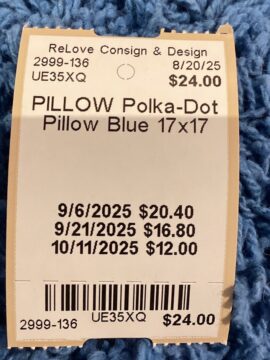 ReLove Consign & Design
2999-136 8/20/25
UE35XQ $24.00
PILLOW Polka-Dot
Pillow Blue 17x17
9/6/2025 $20.40
9/21/2025 $16.80
10/11/2025 $12.00
2999-136 UE35XQ $24.00